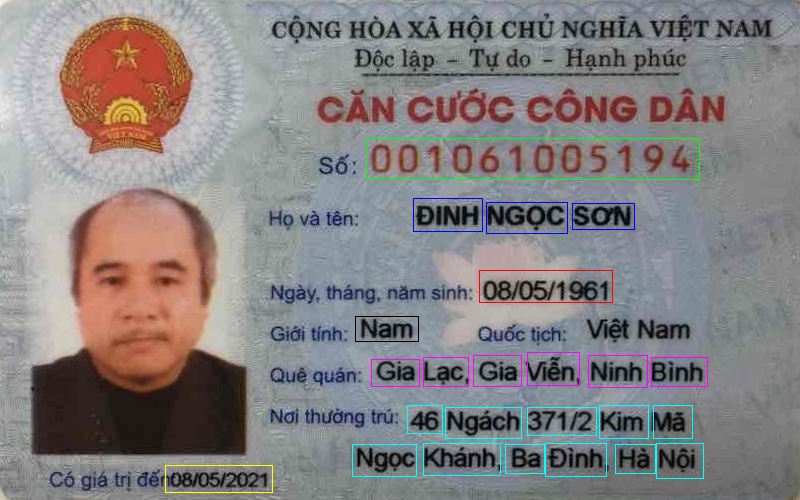 CỘNG HÒA XÃ HỘI CHỦ NGHĨA VIỆT NAM
Độc lập - Tự do - Hạnh phúc
CĂN CƯỚC CÔNG DÂN
Số: 001061005194
Họ và tên: ĐINH NGỌC SƠN
Ngày, tháng, năm sinh: 08/05/1961
Giới tính: Nam Quốc tịch: Việt Nam
Quê quán: Gia Lạc, Gia Viễn, Ninh Bình
Nơi thường trú: 46 Ngách 371/2 Kim Mã
Ngọc Khánh, Ba Đình, Hà Nội
Có giá trị đến 08/05/2021
VIỆT NAM